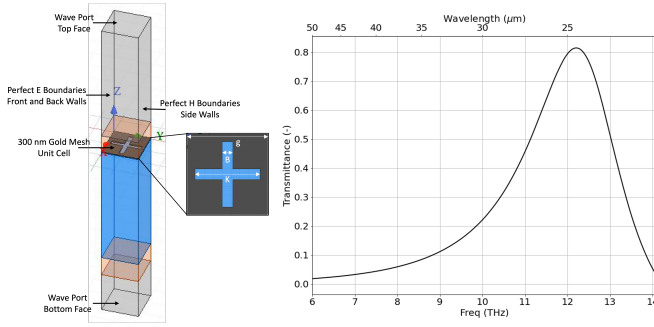 Wave Port
Top Face
Perfect E Boundaries
Front and Back Walls
Z
Perfect H Boundaries
Side Walls
Y
300 nm Gold Mesh
Unit Cell
g
B
K
Wave Port
Bottom Face
Wavelength (μm)
50 45 40 35 30 25
Transmittance (-)
0.8
0.7
0.6
0.5
0.4
0.3
0.2
0.1
0.0
6 7 8 9 10 11 12 13 14
Freq (THz)